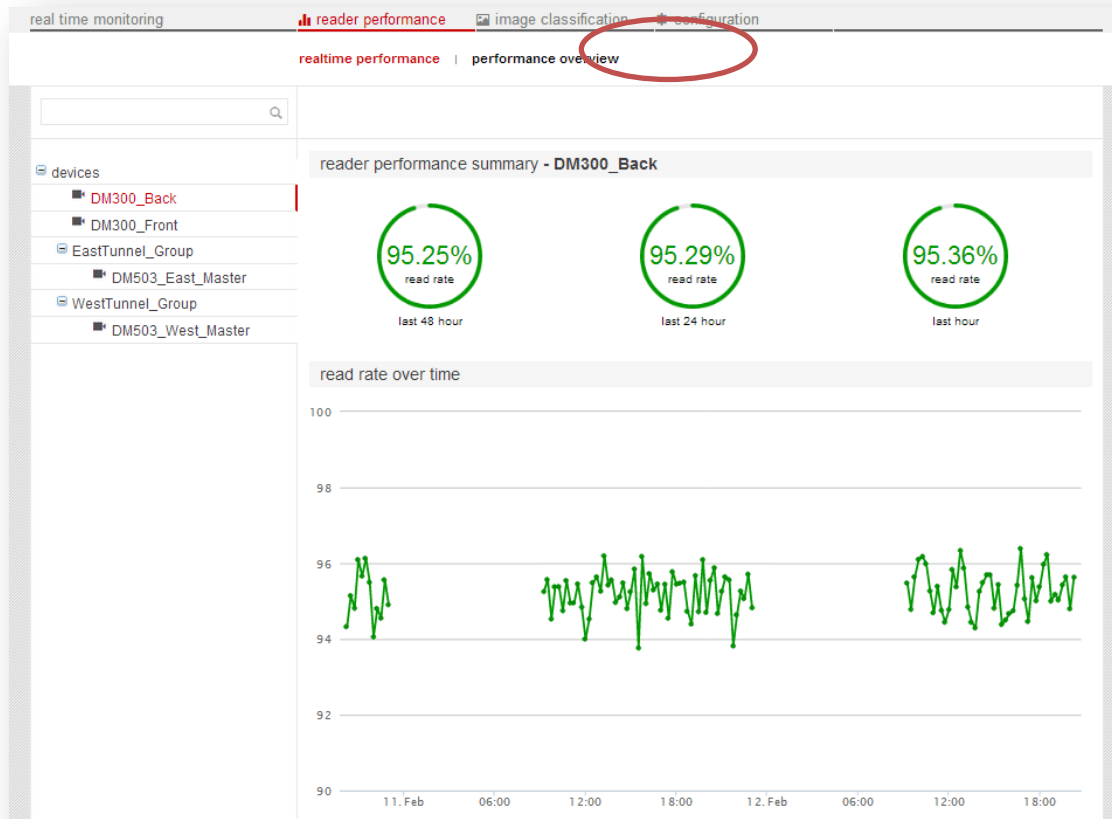 real time monitoring reader performance image classification configuration
realtime performance | performance overview
devices
DM300_Back
DM300_Front
EastTunnel_Group
DM503_East_Master
WestTunnel_Group
DM503_West_Master
reader performance summary - DM300_Back
95.25% 95.29% 95.36%
read rate read rate read rate
last 48 hour last 24 hour last hour
read rate over time
100
98
96
94
92
90
11. Feb 06:00 12:00 18:00 12. Feb 06:00 12:00 18:00